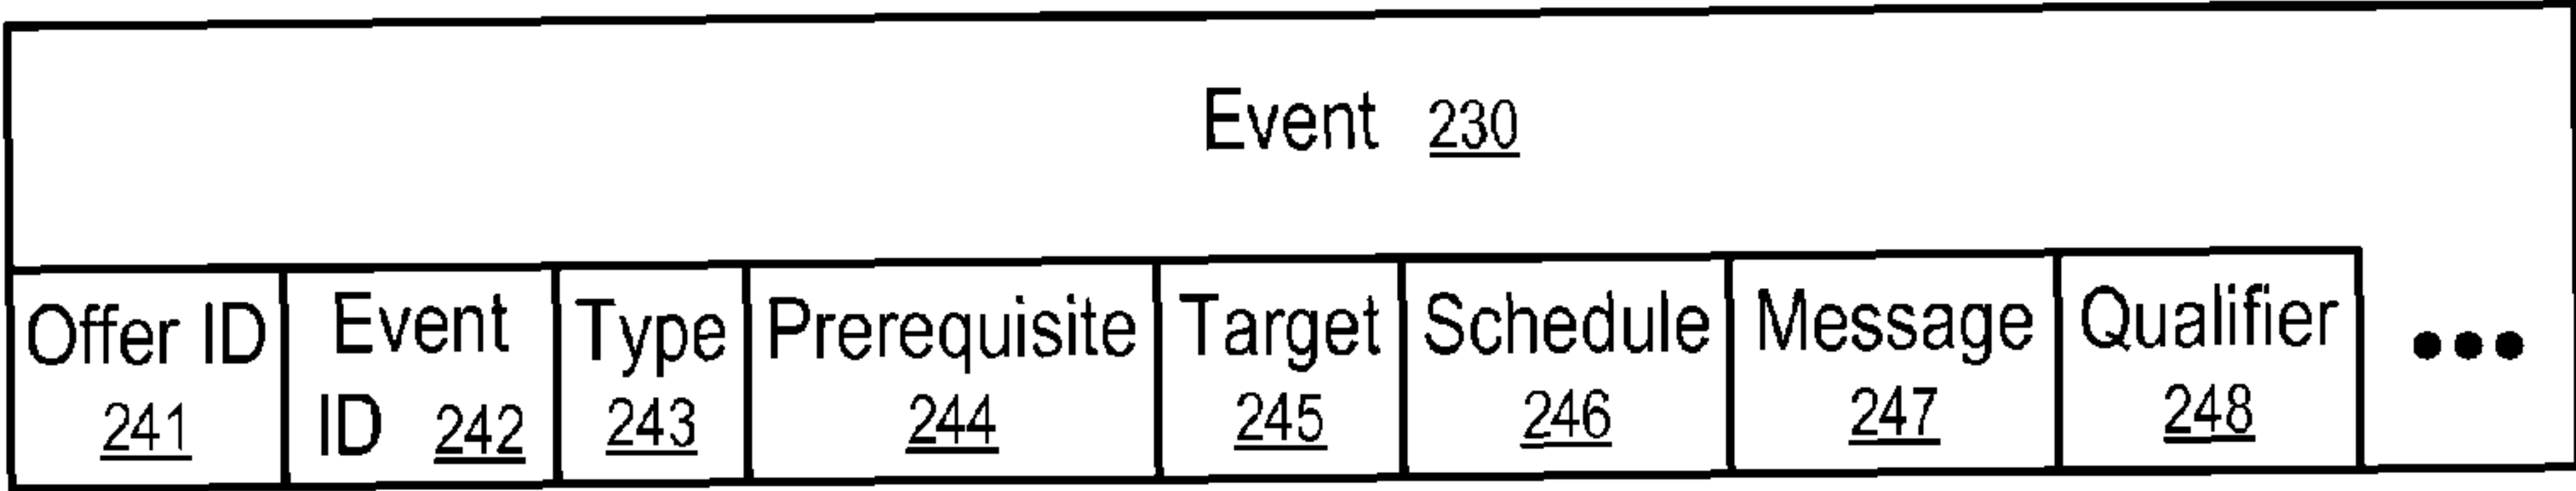 Event 230
Offer ID
241
Event
ID 242
Type
243
Prerequisite
244
Target
245
Schedule
246
Message
247
Qualifier
248
•••